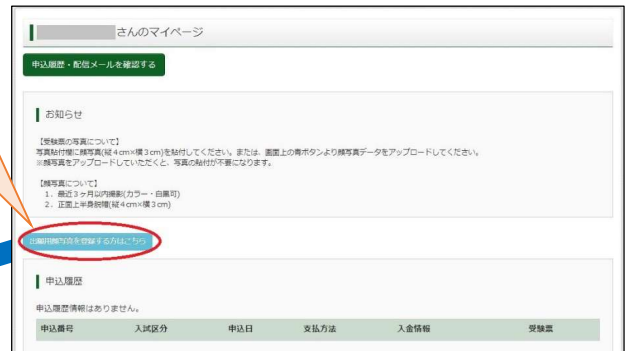 さんのマイページ
申込履歴・配信メールを確認する
お知らせ
【受験票の写真について】
写真貼付欄に顔写真(縦4cm×横3cm)を貼付してください。または、画面上の青ボタンより顔写真データをアップロードしてください。
※顔写真をアップロードしていただくと、写真の貼付が不要になります。
【顔写真について】
1．最近3ヶ月以内撮影(カラー・白黒可)
2．正面上半身脱帽(縦4cm×横3cm)
出願用顔写真を登録する方はこちら
申込履歴
申込履歴情報はありません。
申込番号 入試区分 申込日 支払方法 入金情報 受験票